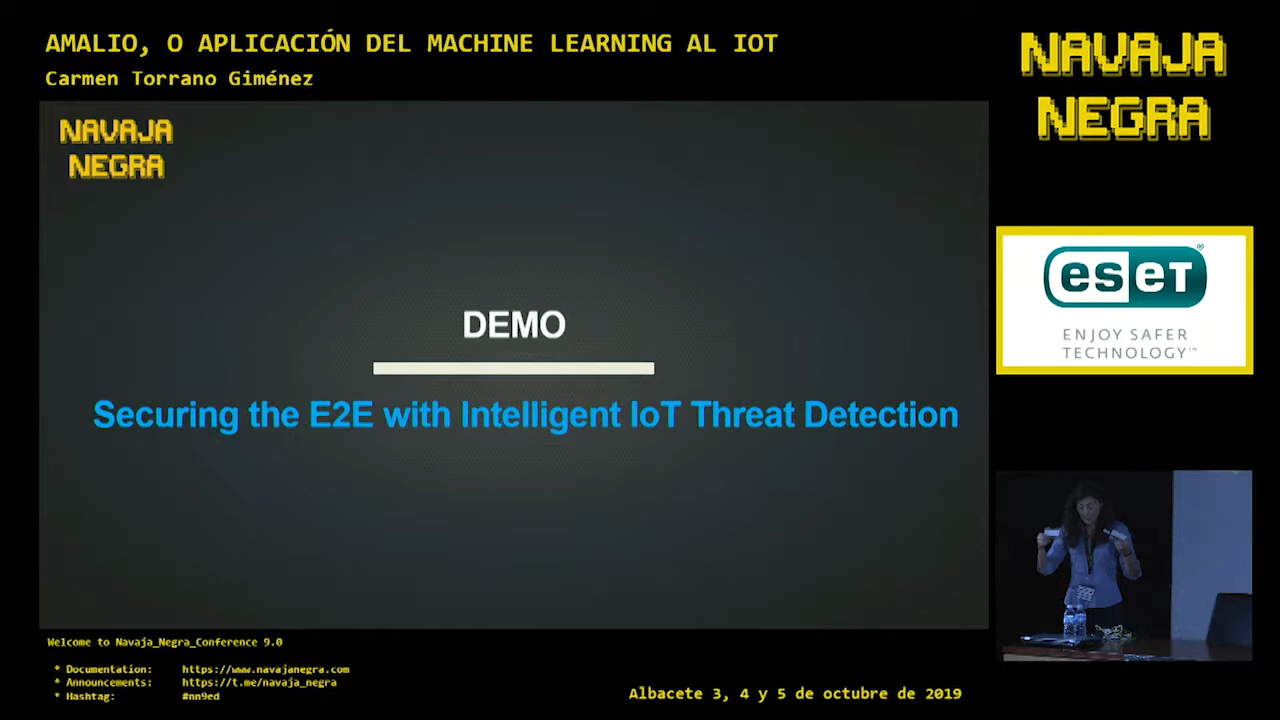 AMALIO, O APLICACIÓN DEL MACHINE LEARNING AL IOT
Carmen Torrano Giménez
NAVAJA
NEGRA
NAVAJA
NEGRA
DEMO
Securing the E2E with Intelligent IoT Threat Detection
eset®
ENJOY SAFER
TECHNOLOGY™
Welcome to Navaja_Negra_Conference 9.0
* Documentation: https://www.navajanegra.com
* Announcements: https://t.me/navaja_negra
* Hashtag: #nn9ed
Albacete 3, 4 y 5 de octubre de 2019